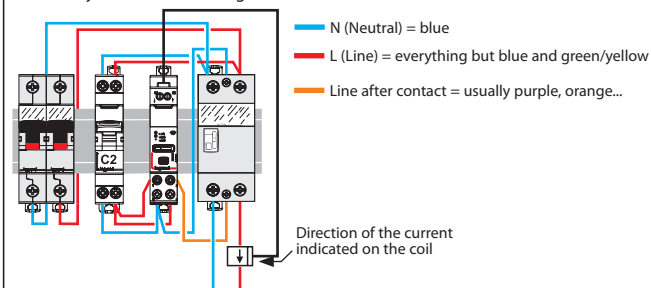 N (Neutral) = blue
L (Line) = everything but blue and green/yellow
Line after contact = usually purple, orange...
C2
Direction of the current
indicated on the coil